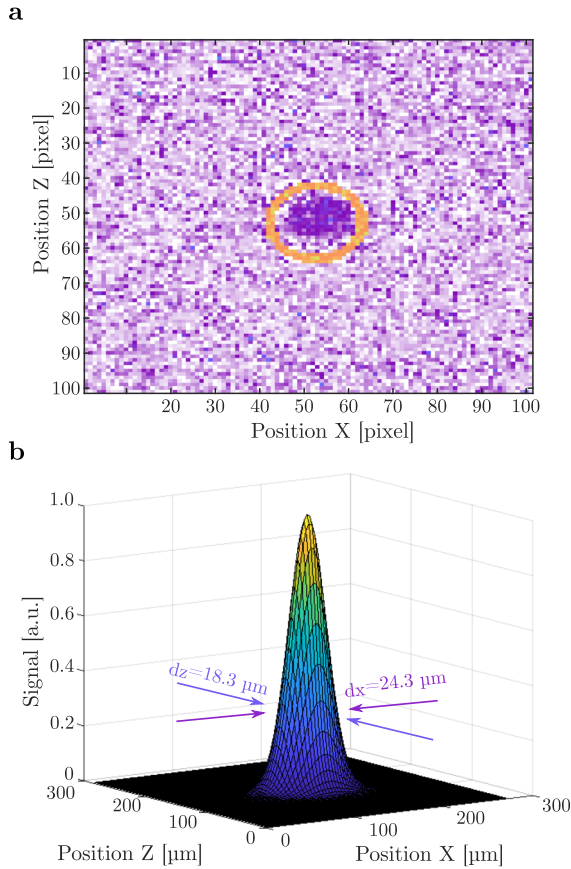 a
Position Z [pixel]
10
20
30
40
50
60
70
80
90
100
20 30 40 50 60 70 80 90 100
Position X [pixel]
b
Signal [a.u.]
1.0
0.8
0.6
0.4
0.2
0
dz=18.3 µm
dx=24.3 µm
300 200 100 0
0 100 200 300
Position Z [µm]
Position X [µm]